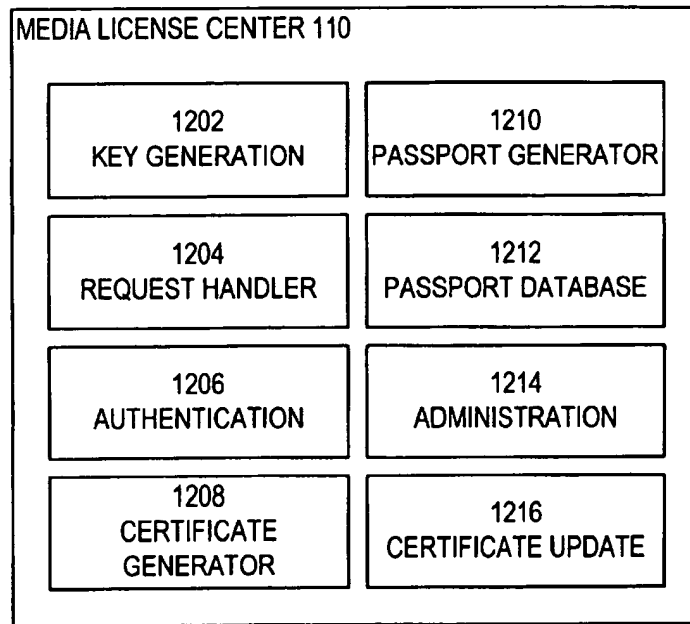 MEDIA LICENSE CENTER 110
1202
KEY GENERATION
1210
PASSPORT GENERATOR
1204
REQUEST HANDLER
1212
PASSPORT DATABASE
1206
AUTHENTICATION
1214
ADMINISTRATION
1208
CERTIFICATE
GENERATOR
1216
CERTIFICATE UPDATE